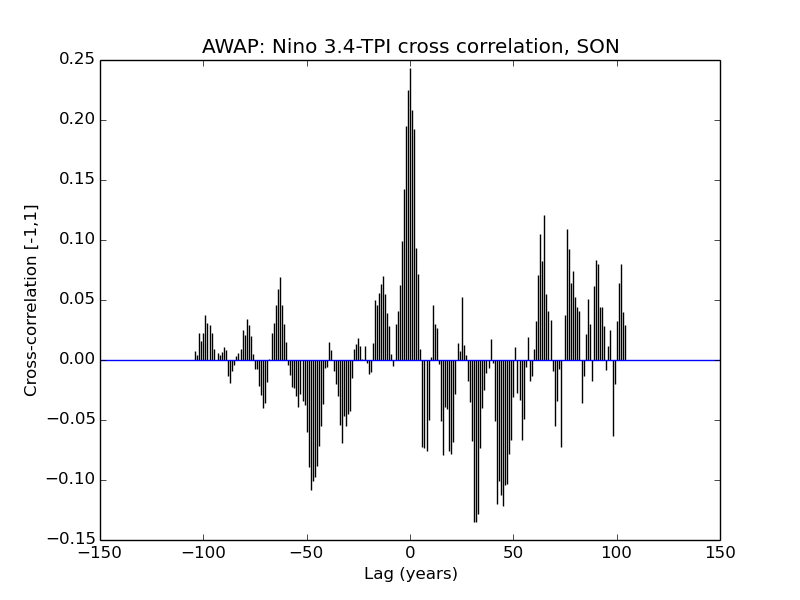 AWAP: Nino 3.4-TPI cross correlation, SON
Cross-correlation [-1,1]
0.25
0.20
0.15
0.10
0.05
0.00
−0.05
−0.10
−0.15
−150 −100 −50 0 50 100 150
Lag (years)